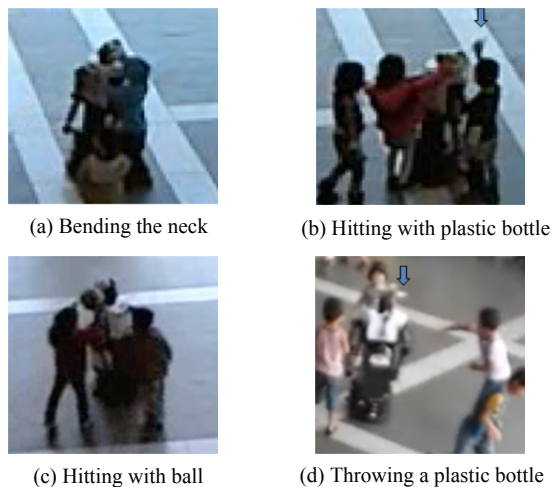 (a) Bending the neck
(b) Hitting with plastic bottle
(c) Hitting with ball
(d) Throwing a plastic bottle